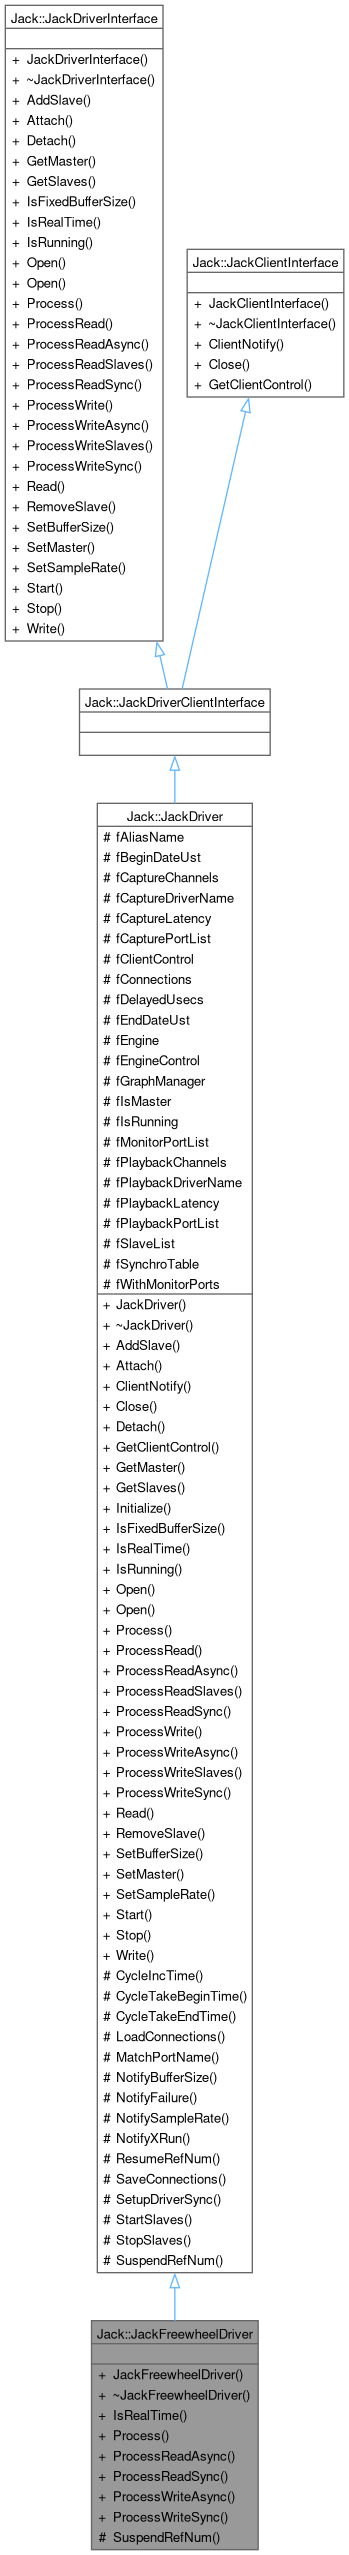 Jack::JackDriverInterface
+ JackDriverInterface()
+ ~JackDriverInterface()
+ AddSlave()
+ Attach()
+ Detach()
+ GetMaster()
+ GetSlaves()
+ IsFixedBufferSize()
+ IsRealTime()
+ IsRunning()
+ Open()
+ Open()
+ Process()
+ ProcessRead()
+ ProcessReadAsync()
+ ProcessReadSlaves()
+ ProcessReadSync()
+ ProcessWrite()
+ ProcessWriteAsync()
+ ProcessWriteSlaves()
+ ProcessWriteSync()
+ Read()
+ RemoveSlave()
+ SetBufferSize()
+ SetMaster()
+ SetSampleRate()
+ Start()
+ Stop()
+ Write()
Jack::JackClientInterface
+ JackClientInterface()
+ ~JackClientInterface()
+ ClientNotify()
+ Close()
+ GetClientControl()
Jack::JackDriverClientInterface
Jack::JackDriver
# fAliasName
# fBeginDateUst
# fCaptureChannels
# fCaptureDriverName
# fCaptureLatency
# fCapturePortList
# fClientControl
# fConnections
# fDelayedUsecs
# fEndDateUst
# fEngine
# fEngineControl
# fGraphManager
# fIsMaster
# fIsRunning
# fMonitorPortList
# fPlaybackChannels
# fPlaybackDriverName
# fPlaybackLatency
# fPlaybackPortList
# fSlaveList
# fSynchroTable
# fWithMonitorPorts
+ JackDriver()
+ ~JackDriver()
+ AddSlave()
+ Attach()
+ ClientNotify()
+ Close()
+ Detach()
+ GetClientControl()
+ GetMaster()
+ GetSlaves()
+ Initialize()
+ IsFixedBufferSize()
+ IsRealTime()
+ IsRunning()
+ Open()
+ Open()
+ Process()
+ ProcessRead()
+ ProcessReadAsync()
+ ProcessReadSlaves()
+ ProcessReadSync()
+ ProcessWrite()
+ ProcessWriteAsync()
+ ProcessWriteSlaves()
+ ProcessWriteSync()
+ Read()
+ RemoveSlave()
+ SetBufferSize()
+ SetMaster()
+ SetSampleRate()
+ Start()
+ Stop()
+ Write()
# CycleIncTime()
# CycleTakeBeginTime()
# CycleTakeEndTime()
# LoadConnections()
# MatchPortName()
# NotifyBufferSize()
# NotifyFailure()
# NotifySampleRate()
# NotifyXRun()
# ResumeRefNum()
# SaveConnections()
# SetupDriverSync()
# StartSlaves()
# StopSlaves()
# SuspendRefNum()
Jack::JackFreewheelDriver
+ JackFreewheelDriver()
+ ~JackFreewheelDriver()
+ IsRealTime()
+ Process()
+ ProcessReadAsync()
+ ProcessReadSync()
+ ProcessWriteAsync()
+ ProcessWriteSync()
# SuspendRefNum()